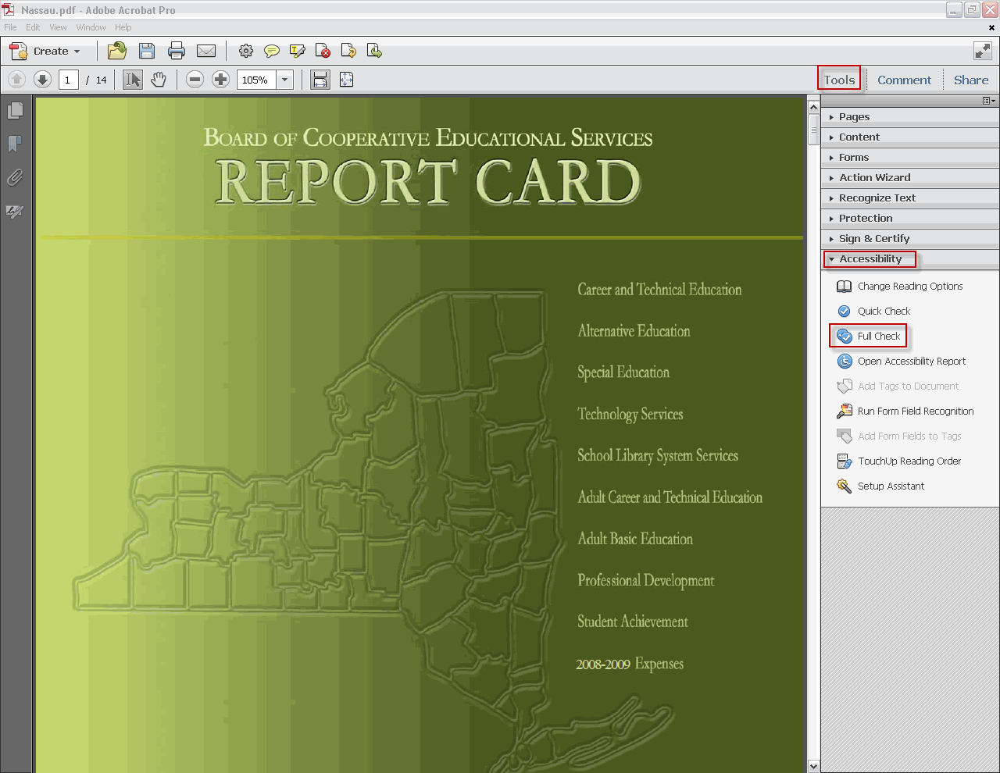 Nassau.pdf - Adobe Acrobat Pro
File Edit View Window Help
Create
1 / 14 105% Tools Comment Share
BOARD OF COOPERATIVE EDUCATIONAL SERVICES
REPORT CARD
Career and Technical Education
Alternative Education
Special Education
Technology Services
School Library System Services
Adult Career and Technical Education
Adult Basic Education
Professional Development
Student Achievement
2008-2009 Expenses
Pages
Content
Forms
Action Wizard
Recognize Text
Protection
Sign & Certify
Accessibility
Change Reading Options
Quick Check
Full Check
Open Accessibility Report
Add Tags to Document
Run Form Field Recognition
Add Form Fields to Tags
TouchUp Reading Order
Setup Assistant